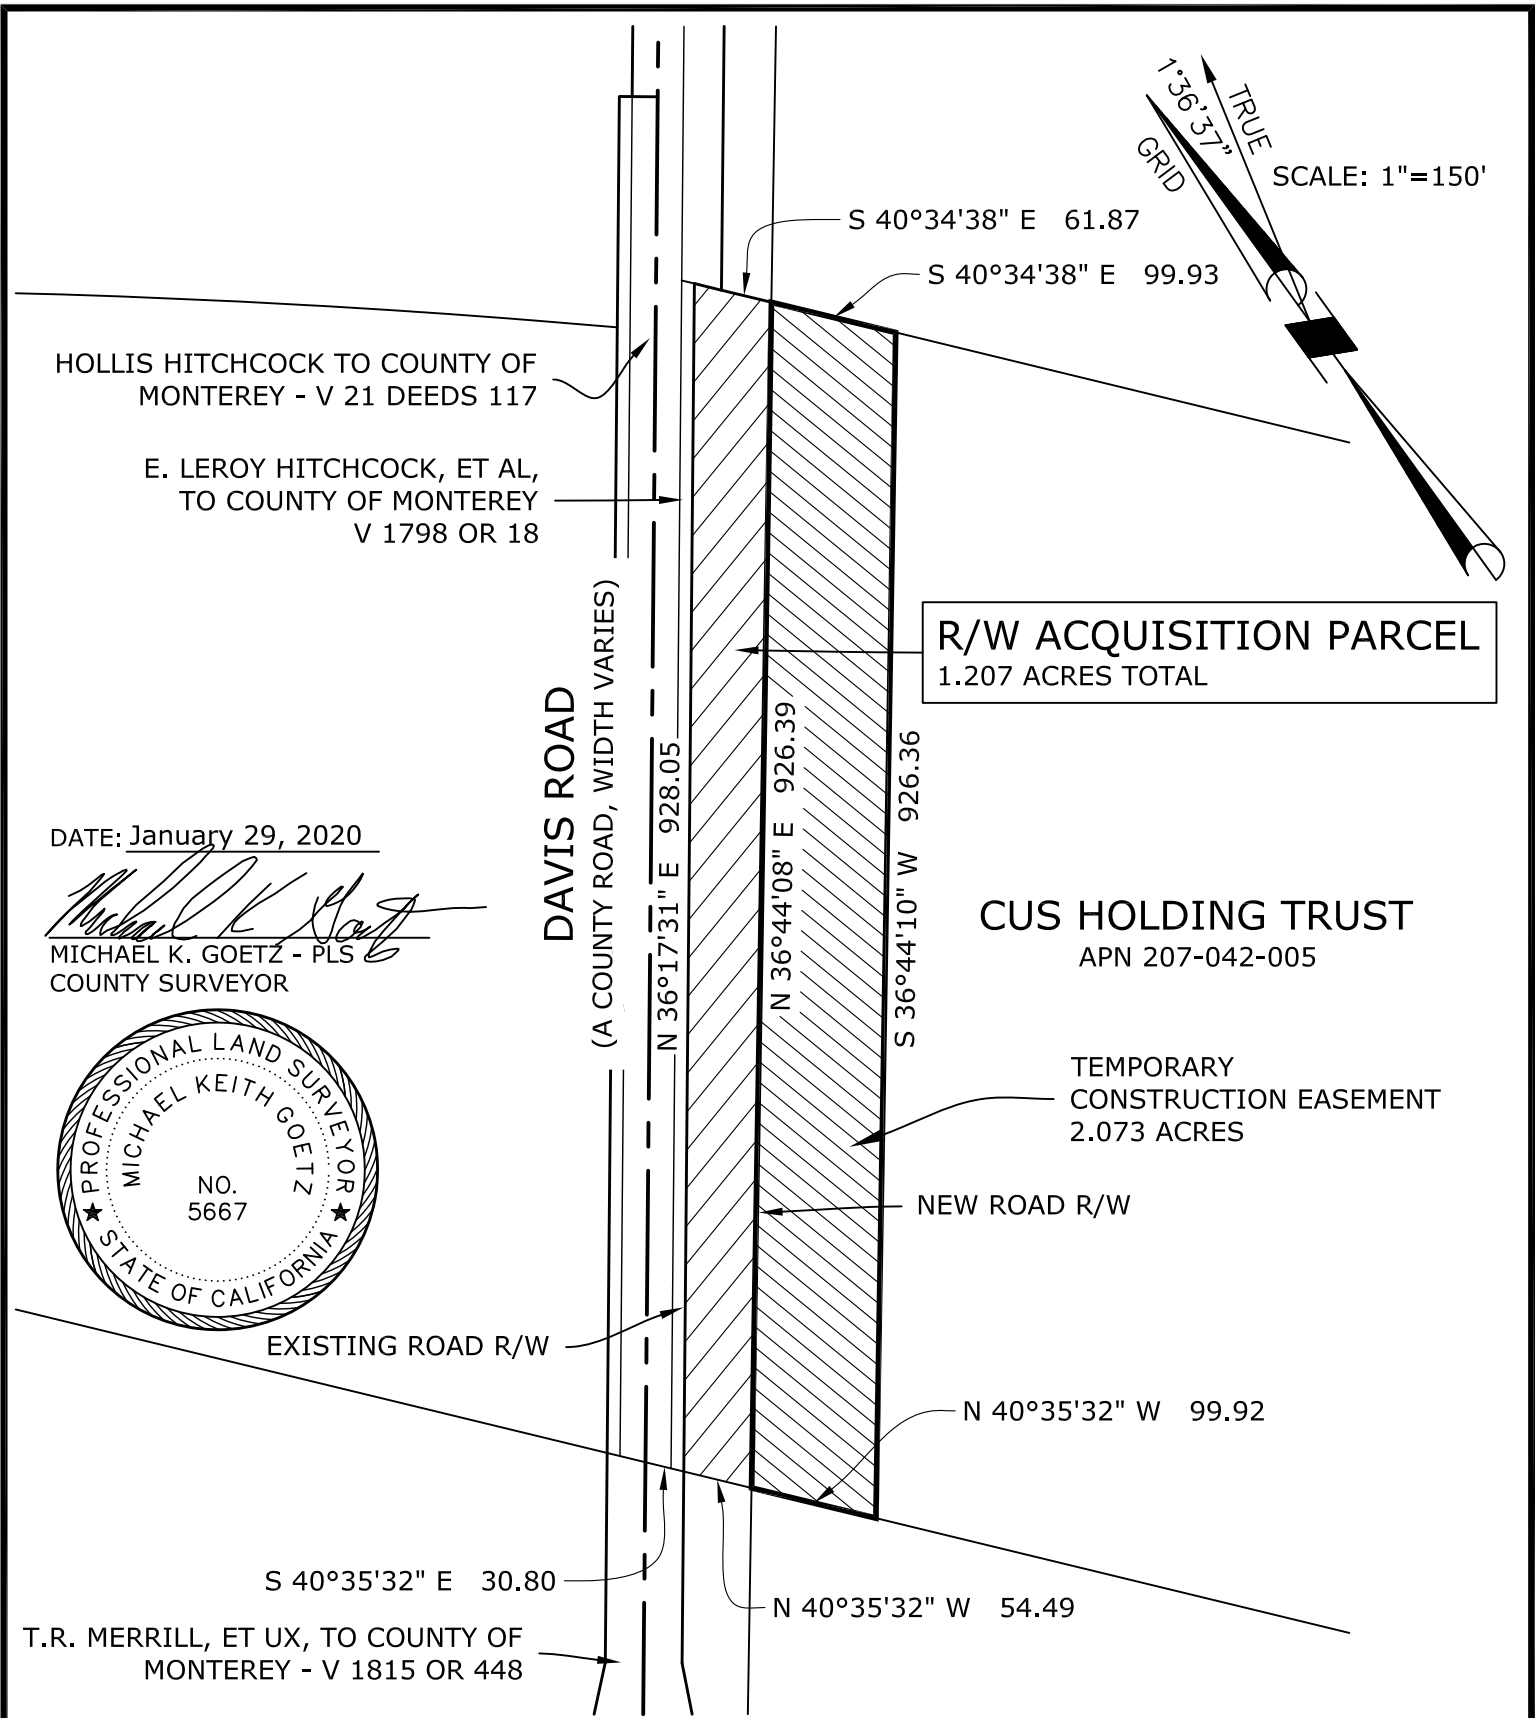 1°36'37"
TRUE
GRID
SCALE: 1"=150'
S 40°34'38" E 61.87
S 40°34'38" E 99.93
HOLLIS HITCHCOCK TO COUNTY OF
MONTEREY - V 21 DEEDS 117
E. LEROY HITCHCOCK, ET AL,
TO COUNTY OF MONTEREY
V 1798 OR 18
R/W ACQUISITION PARCEL
1.207 ACRES TOTAL
DAVIS ROAD
(A COUNTY ROAD, WIDTH VARIES)
N 36°17'31" E 928.05
N 36°44'08" E 926.39
S 36°44'10" W 926.36
DATE: January 29, 2020
Michael K Goetz
MICHAEL K. GOETZ - PLS
COUNTY SURVEYOR
CUS HOLDING TRUST
APN 207-042-005
PROFESSIONAL LAND SURVEYOR
MICHAEL KEITH GOETZ
NO.
5667
STATE OF CALIFORNIA
TEMPORARY
CONSTRUCTION EASEMENT
2.073 ACRES
NEW ROAD R/W
EXISTING ROAD R/W
N 40°35'32" W 99.92
S 40°35'32" E 30.80
N 40°35'32" W 54.49
T.R. MERRILL, ET UX, TO COUNTY OF
MONTEREY - V 1815 OR 448